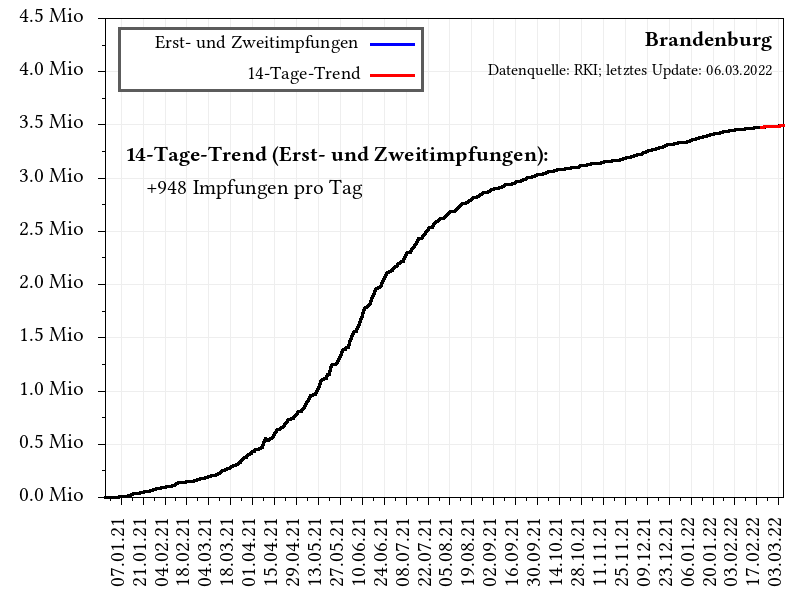 4.5 Mio
4.0 Mio
3.5 Mio
3.0 Mio
2.5 Mio
2.0 Mio
1.5 Mio
1.0 Mio
0.5 Mio
0.0 Mio
Erst- und Zweitimpfungen
14-Tage-Trend
Brandenburg
Datenquelle: RKI; letztes Update: 06.03.2022
14-Tage-Trend (Erst- und Zweitimpfungen):
+948 Impfungen pro Tag
07.01.21
21.01.21
04.02.21
18.02.21
04.03.21
18.03.21
01.04.21
15.04.21
29.04.21
13.05.21
27.05.21
10.06.21
24.06.21
08.07.21
22.07.21
05.08.21
19.08.21
02.09.21
16.09.21
30.09.21
14.10.21
28.10.21
11.11.21
25.11.21
09.12.21
23.12.21
06.01.22
20.01.22
03.02.22
17.02.22
03.03.22